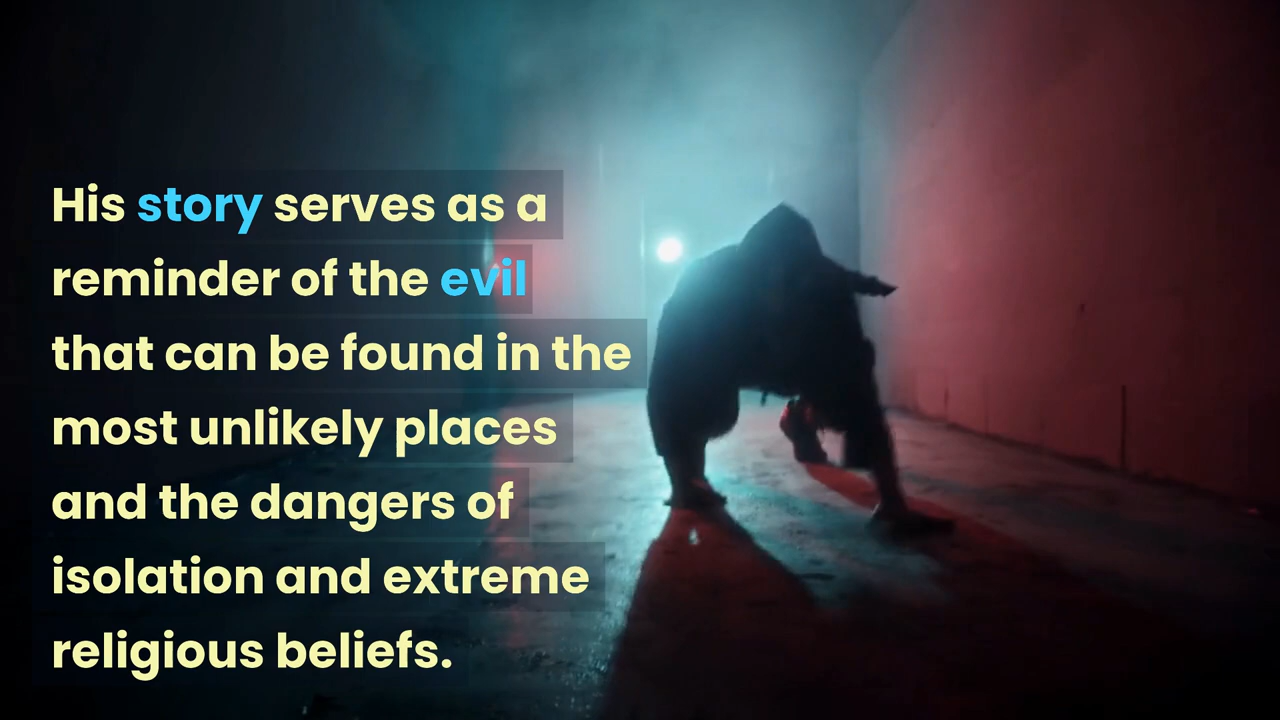 His story serves as a
reminder of the evil
that can be found in the
most unlikely places
and the dangers of
isolation and extreme
religious beliefs.